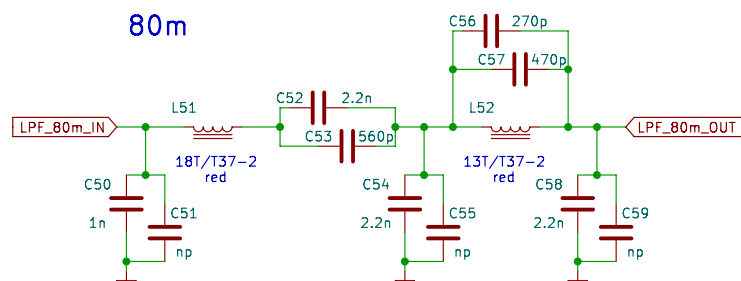 80m
C56 270p
C57 470p
L51
C52 2.2n
L52
LPF_80m_IN
LPF_80m_OUT
C53 560p
18T/T37-2
red
13T/T37-2
red
C50
1n
C51
np
C54
2.2n
C55
np
C58
2.2n
C59
np